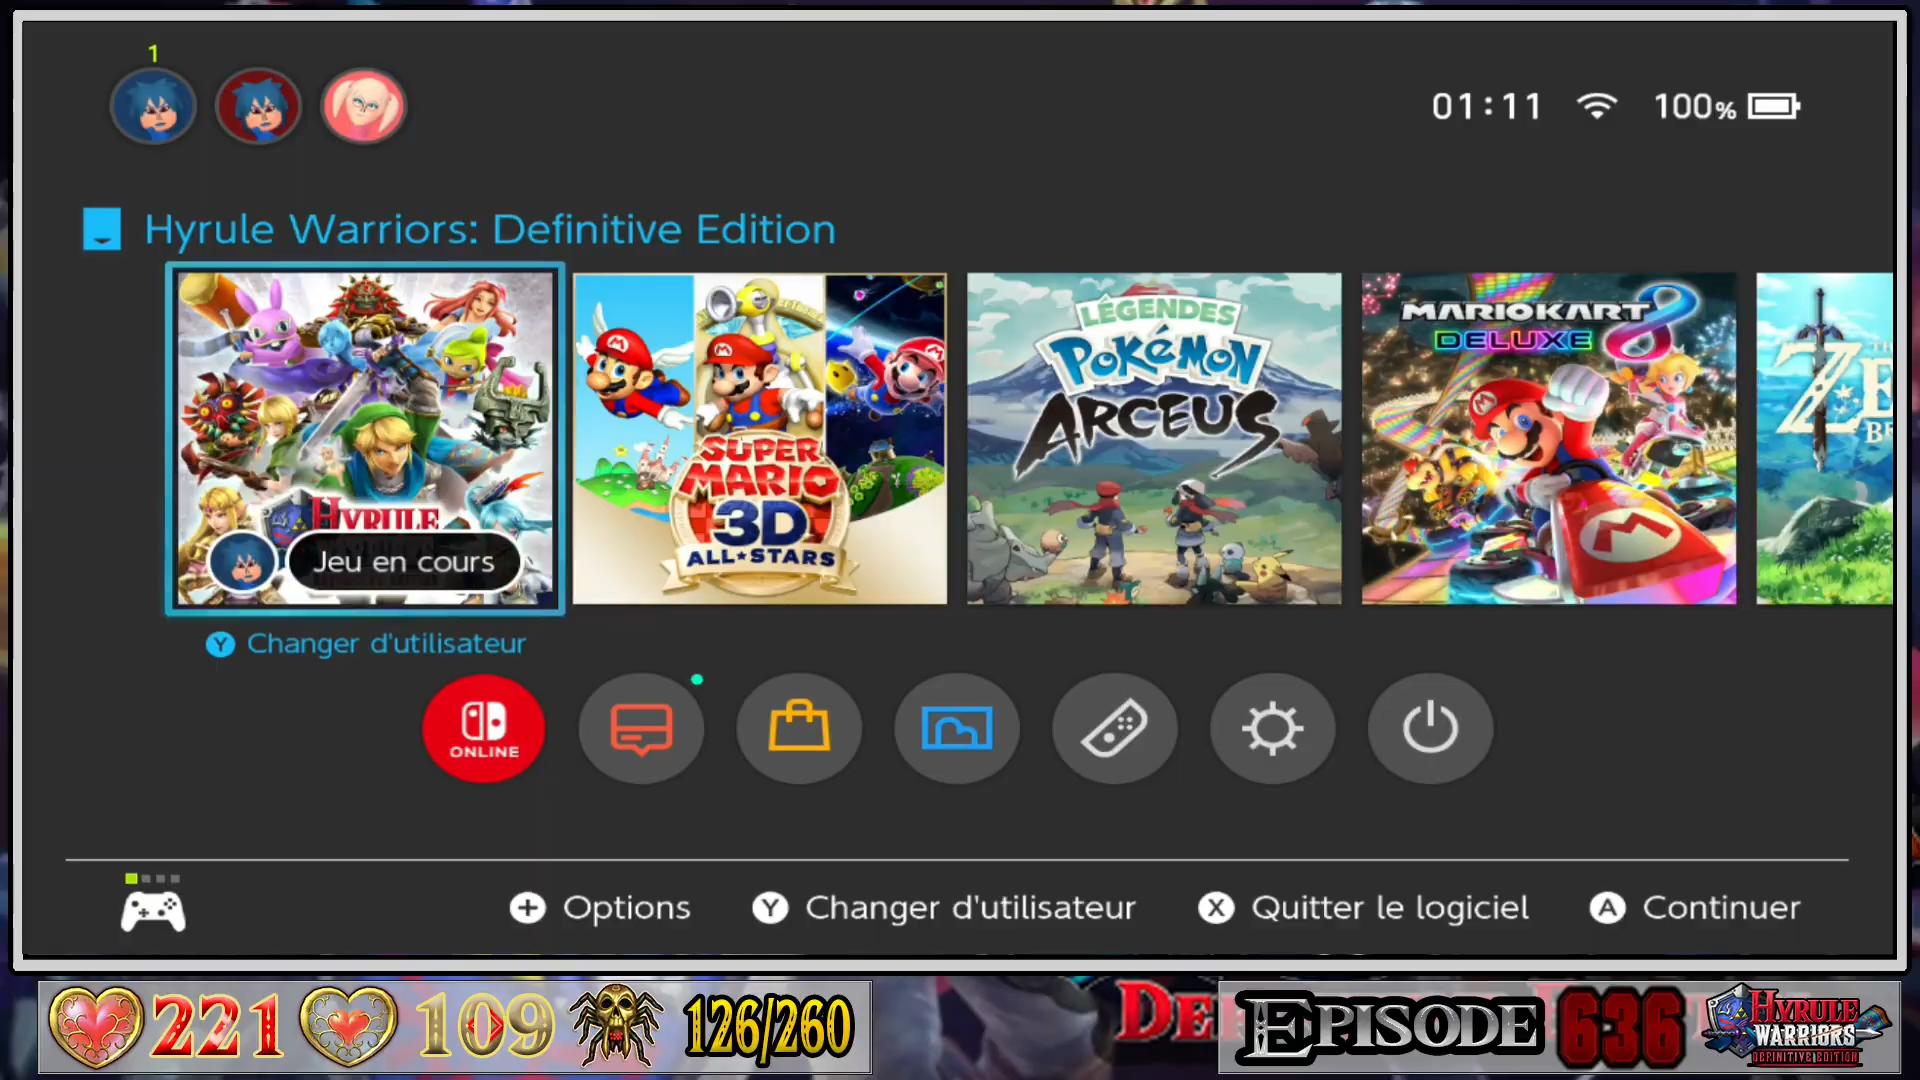 1
01:11
100%
Hyrule Warriors: Definitive Edition
HYRULE
Jeu en cours
SUPER
MARIO
3D
ALL★STARS
LÉGENDES
POKÉMON
ARCEUS
MARIOKART 8
DELUXE
Y Changer d'utilisateur
ONLINE
+ Options
Y Changer d'utilisateur
X Quitter le logiciel
A Continuer
221
109
126/260
EPISODE 636
HYRULE
WARRIORS
DEFINITIVE EDITION